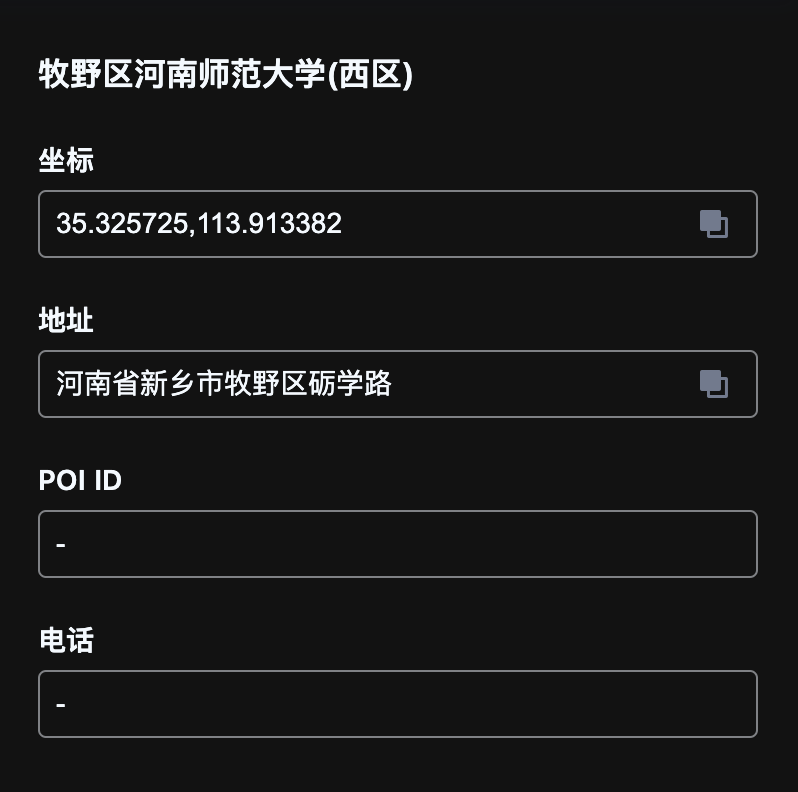 牧野区河南师范大学(西区)
坐标
35.325725,113.913382
地址
河南省新乡市牧野区砺学路
POI ID
-
电话
-